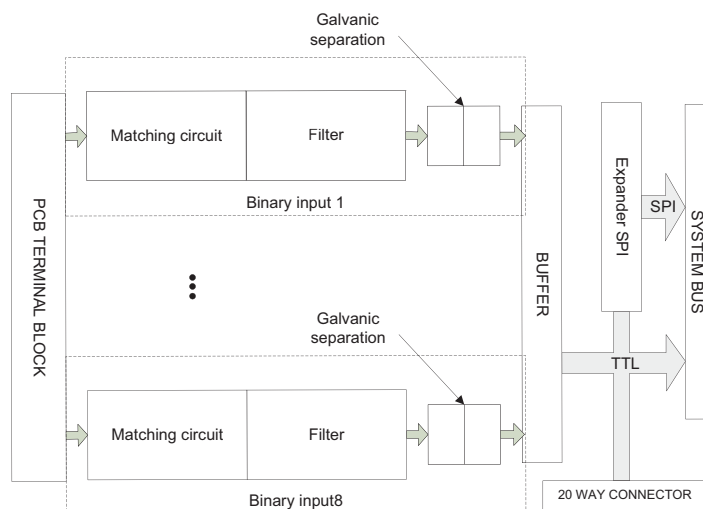 Galvanic
separation
Matching circuit
Filter
Binary input 1
PCB TERMINAL BLOCK
BUFFER
Expander SPI
SPI
SYSTEM BUS
TTL
Galvanic
separation
Matching circuit
Filter
Binary input8
20 WAY CONNECTOR